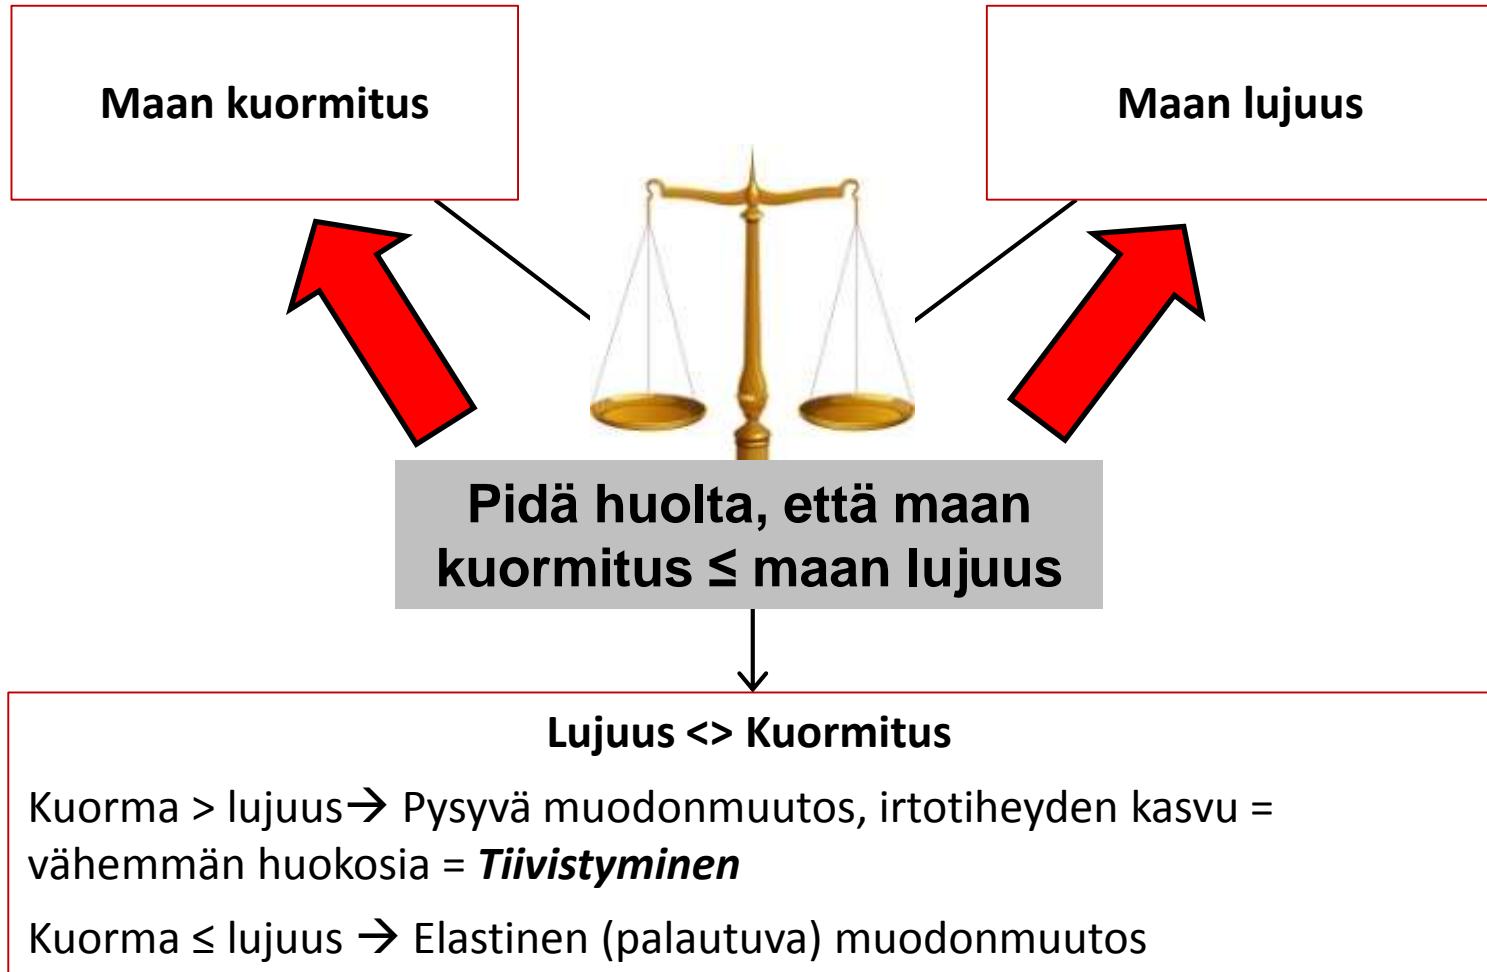 Maan kuormitus
Maan lujuus
Pidä huolta, että maan
kuormitus ≤ maan lujuus
Lujuus <> Kuormitus
Kuorma > lujuus→ Pysyvä muodonmuutos, irtotiheyden kasvu =
vähemmän huokosia = Tiivistyminen
Kuorma ≤ lujuus → Elastinen (palautuva) muodonmuutos